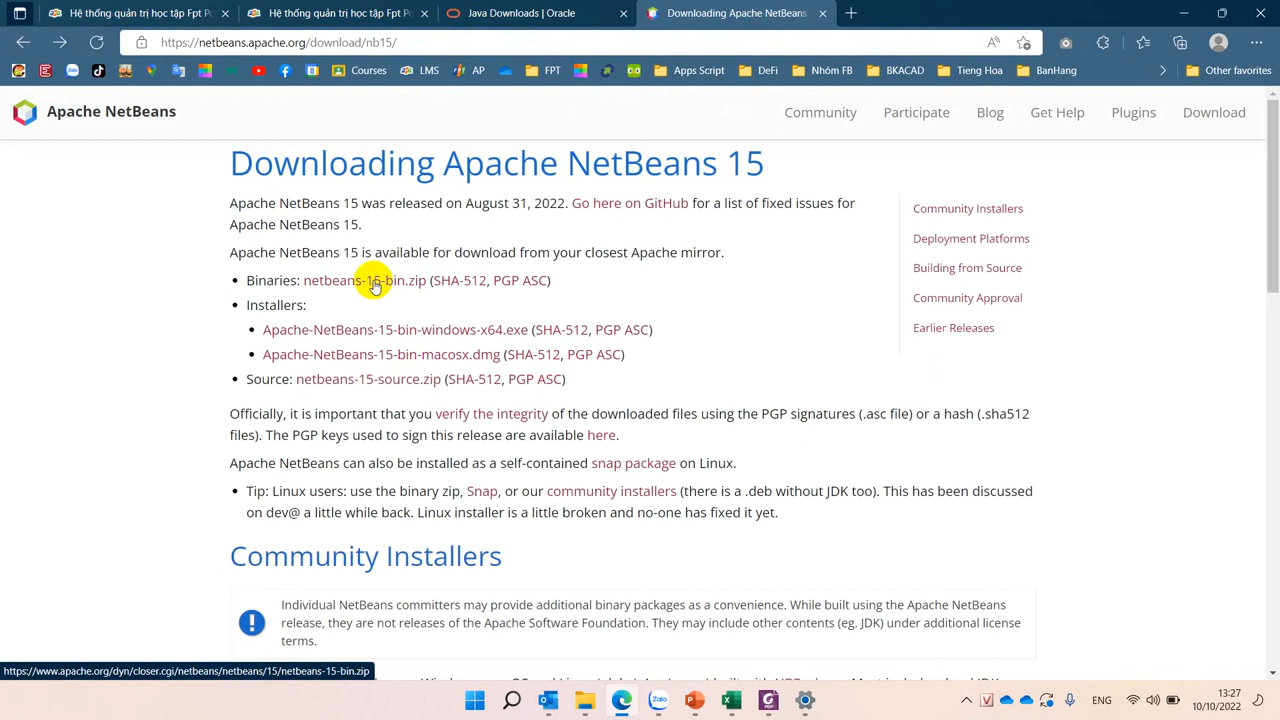 Hệ thống quản trị học tập Fpt Po
Hệ thống quản trị học tập Fpt Po
Java Downloads | Oracle
Downloading Apache NetBeans
https://netbeans.apache.org/download/nb15/
Courses
LMS
AP
FPT
Apps Script
DeFi
Nhóm FB
BKACAD
Tieng Hoa
BanHang
Other favorites
Apache NetBeans
Community
Participate
Blog
Get Help
Plugins
Download
Downloading Apache NetBeans 15
Apache NetBeans 15 was released on August 31, 2022. Go here on GitHub for a list of fixed issues for
Apache NetBeans 15.
Apache NetBeans 15 is available for download from your closest Apache mirror.
• Binaries: netbeans-15-bin.zip (SHA-512, PGP ASC)
• Installers:
• Apache-NetBeans-15-bin-windows-x64.exe (SHA-512, PGP ASC)
• Apache-NetBeans-15-bin-macosx.dmg (SHA-512, PGP ASC)
• Source: netbeans-15-source.zip (SHA-512, PGP ASC)
Officially, it is important that you verify the integrity of the downloaded files using the PGP signatures (.asc file) or a hash (.sha512
files). The PGP keys used to sign this release are available here.
Apache NetBeans can also be installed as a self-contained snap package on Linux.
• Tip: Linux users: use the binary zip, Snap, or our community installers (there is a .deb without JDK too). This has been discussed
on dev@ a little while back. Linux installer is a little broken and no-one has fixed it yet.
Community Installers
Deployment Platforms
Building from Source
Community Approval
Earlier Releases
Community Installers
Individual NetBeans committers may provide additional binary packages as a convenience. While built using the Apache NetBeans
release, they are not releases of the Apache Software Foundation. They may include other contents (eg. JDK) under additional license
terms.
https://www.apache.org/dyn/closer.cgi/netbeans/netbeans/15/netbeans-15-bin.zip
ENG
13:27
10/10/2022